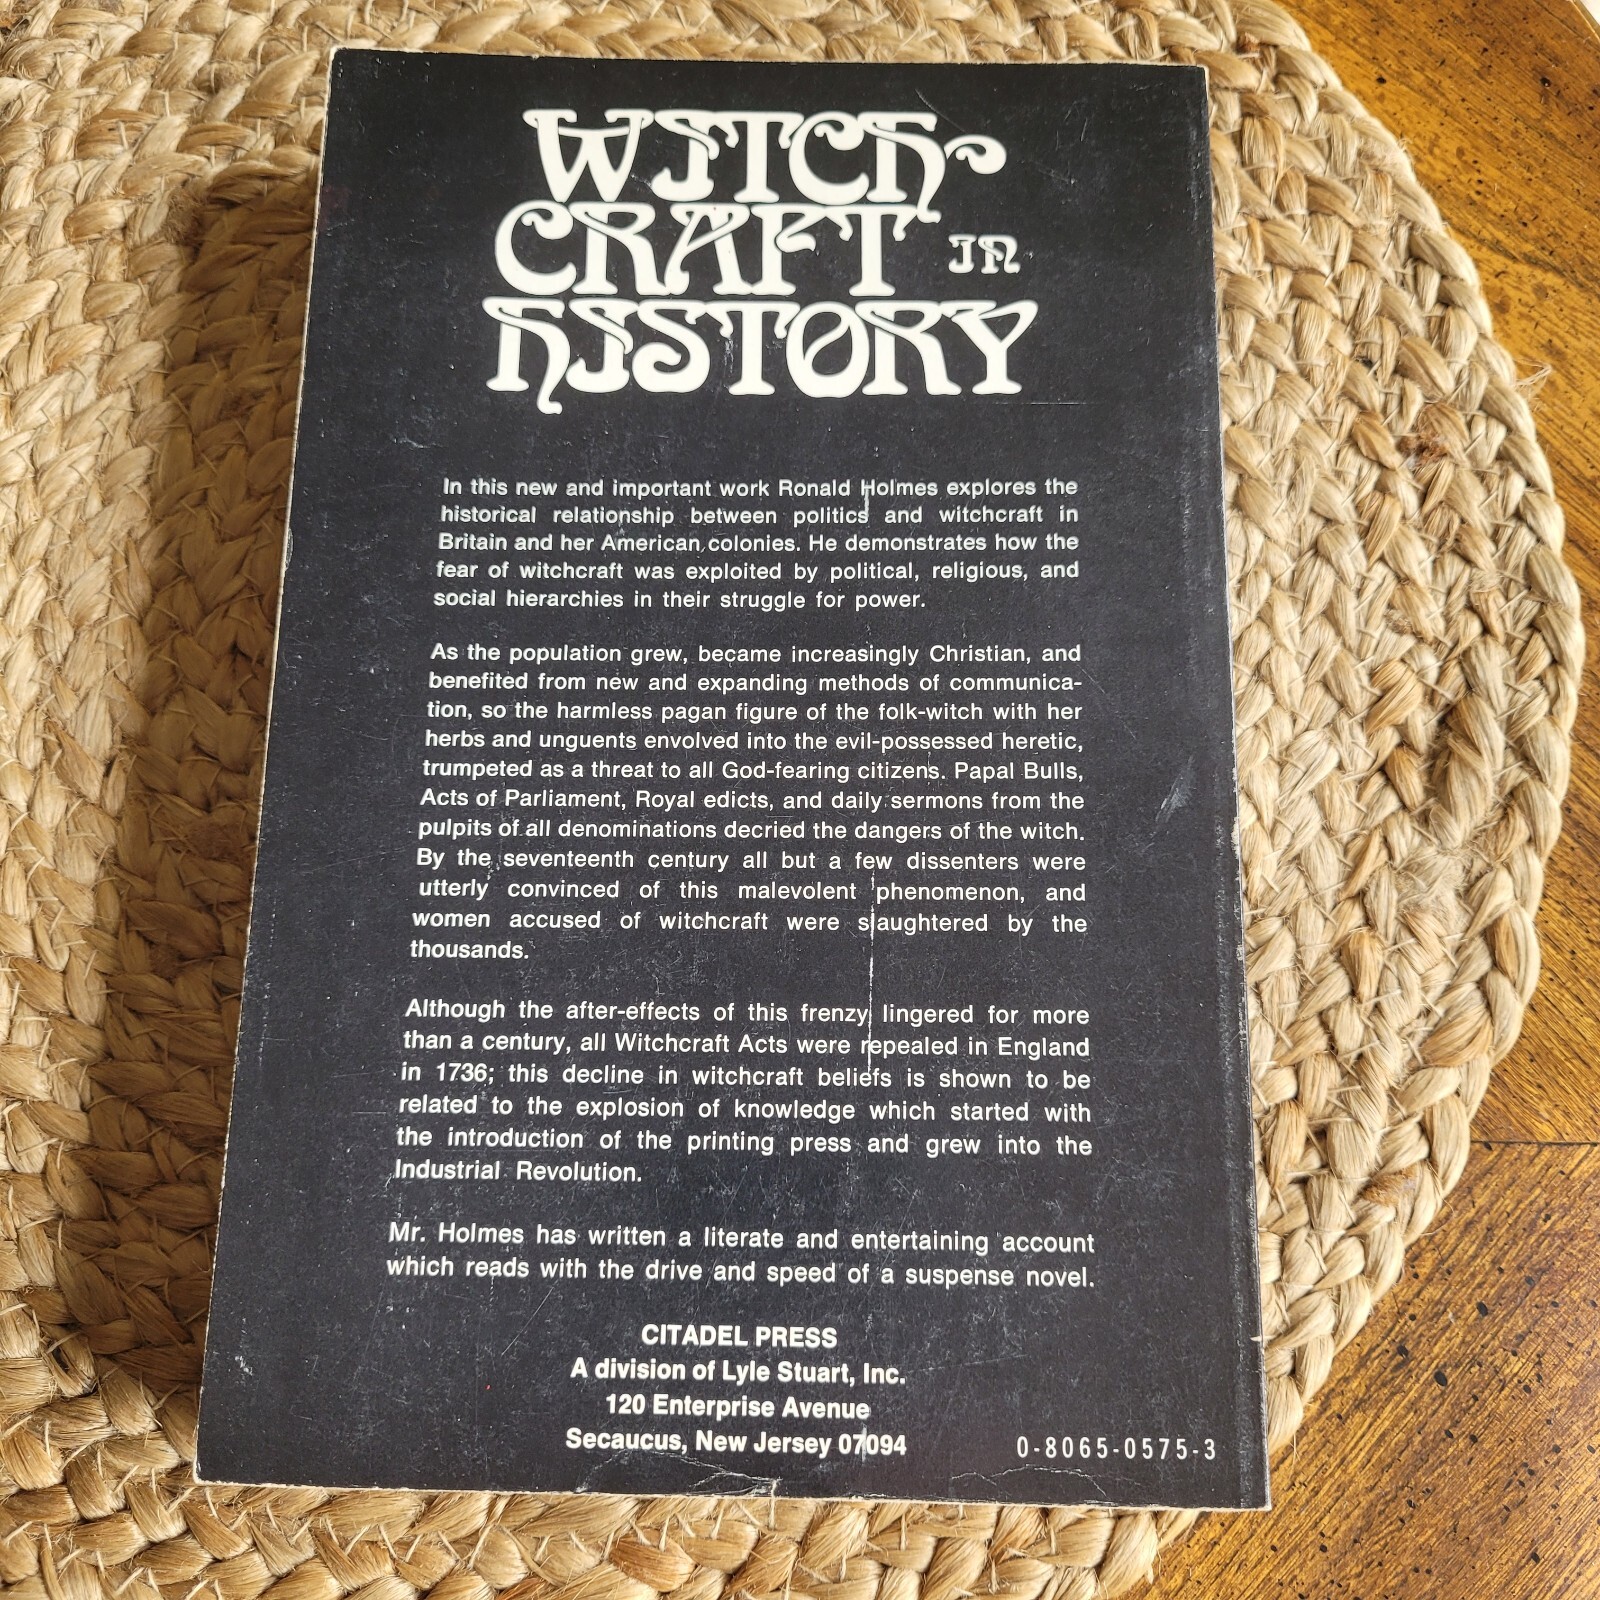 WITCH-
CRAFT IN
HISTORY
In this new and important work Ronald Holmes explores the
historical relationship between politics and witchcraft in
Britain and her American colonies. He demonstrates how the
fear of witchcraft was exploited by political, religious, and
social hierarchies in their struggle for power.
As the population grew, became increasingly Christian, and
benefited from new and expanding methods of communica-
tion, so the harmless pagan figure of the folk-witch with her
herbs and unguents envolved into the evil-possessed heretic,
trumpeted as a threat to all God-fearing citizens. Papal Bulls,
Acts of Parliament, Royal edicts, and daily sermons from the
pulpits of all denominations decried the dangers of the witch.
By the seventeenth century all but a few dissenters were
utterly convinced of this malevolent phenomenon, and
women accused of witchcraft were slaughtered by the
thousands.
Although the after-effects of this frenzy lingered for more
than a century, all Witchcraft Acts were repealed in England
in 1736; this decline in witchcraft beliefs is shown to be
related to the explosion of knowledge which started with
the introduction of the printing press and grew into the
Industrial Revolution.
Mr. Holmes has written a literate and entertaining account
which reads with the drive and speed of a suspense novel.
CITADEL PRESS
A division of Lyle Stuart, Inc.
120 Enterprise Avenue
Secaucus, New Jersey 07094
0-8065-0575-3